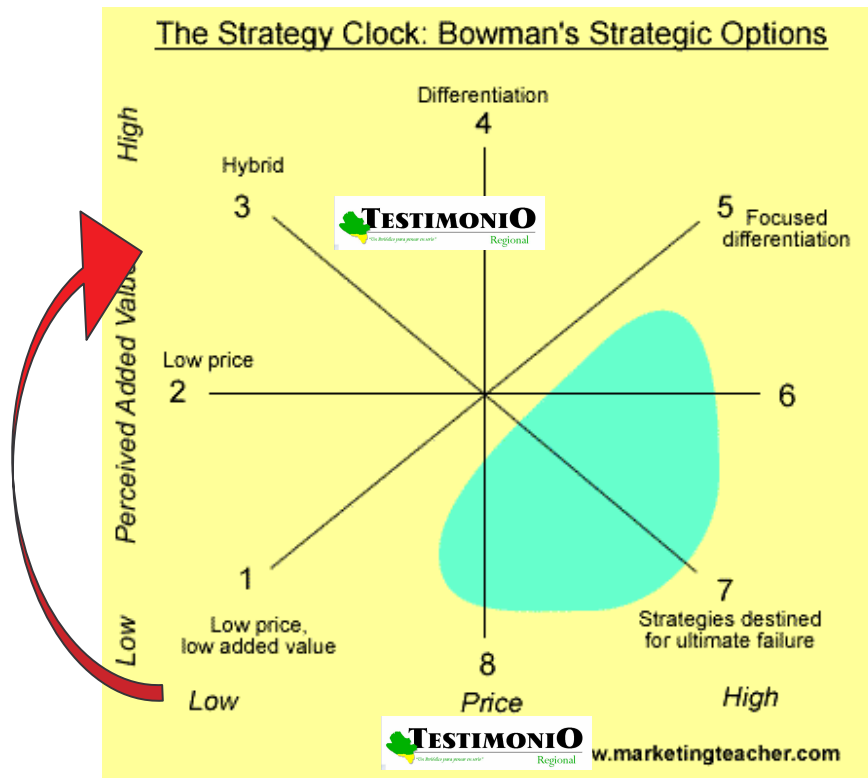 The Strategy Clock: Bowman's Strategic Options
Differentiation
4
High
Hybrid
3
TESTIMONIO
Regional
5 Focused
differentiation
Perceived Added Value
Low price
2
6
1
Low price,
low added value
7
Strategies destined
for ultimate failure
Low
8
Low
Price
High
TESTIMONIO
Regional
w.marketingteacher.com